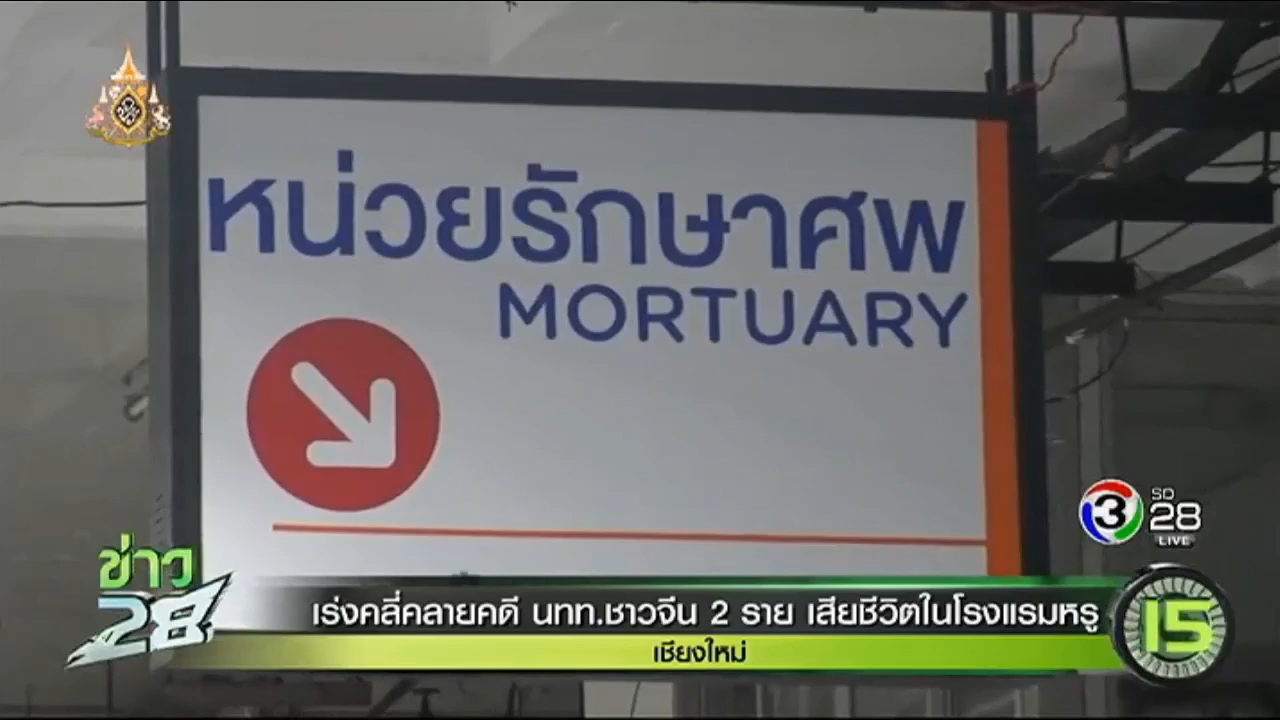 หน่วยรักษาศพ
MORTUARY
3 SD
28
LIVE
ข่าว
28
เร่งคลี่คลายคดี นทท.ชาวจีน 2 ราย เสียชีวิตในโรงแรมหรู
เชียงใหม่
15